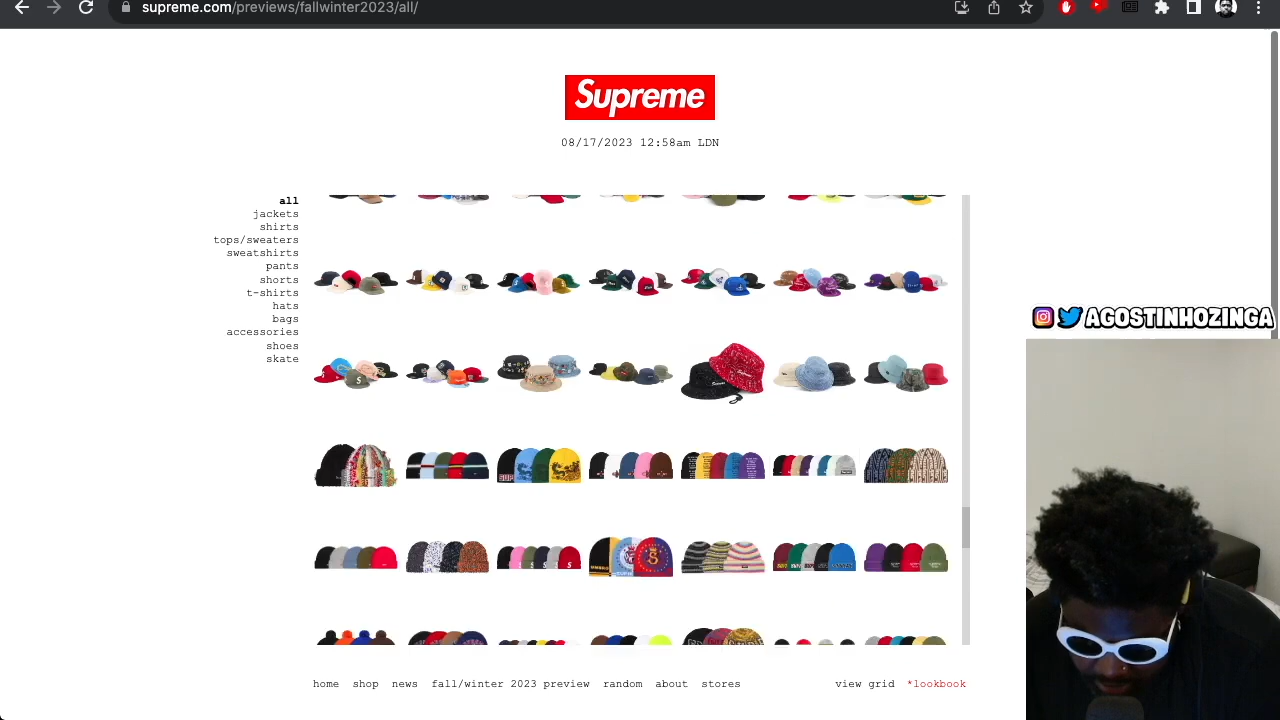 supreme.com/previews/fallwinter2023/all/
Supreme
08/17/2023 12:58am LDN
all
jackets
shirts
tops/sweaters
sweatshirts
pants
shorts
t-shirts
hats
bags
accessories
shoes
skate
AGOSTINHOZINGA
home shop news fall/winter 2023 preview random about stores
view grid *lookbook